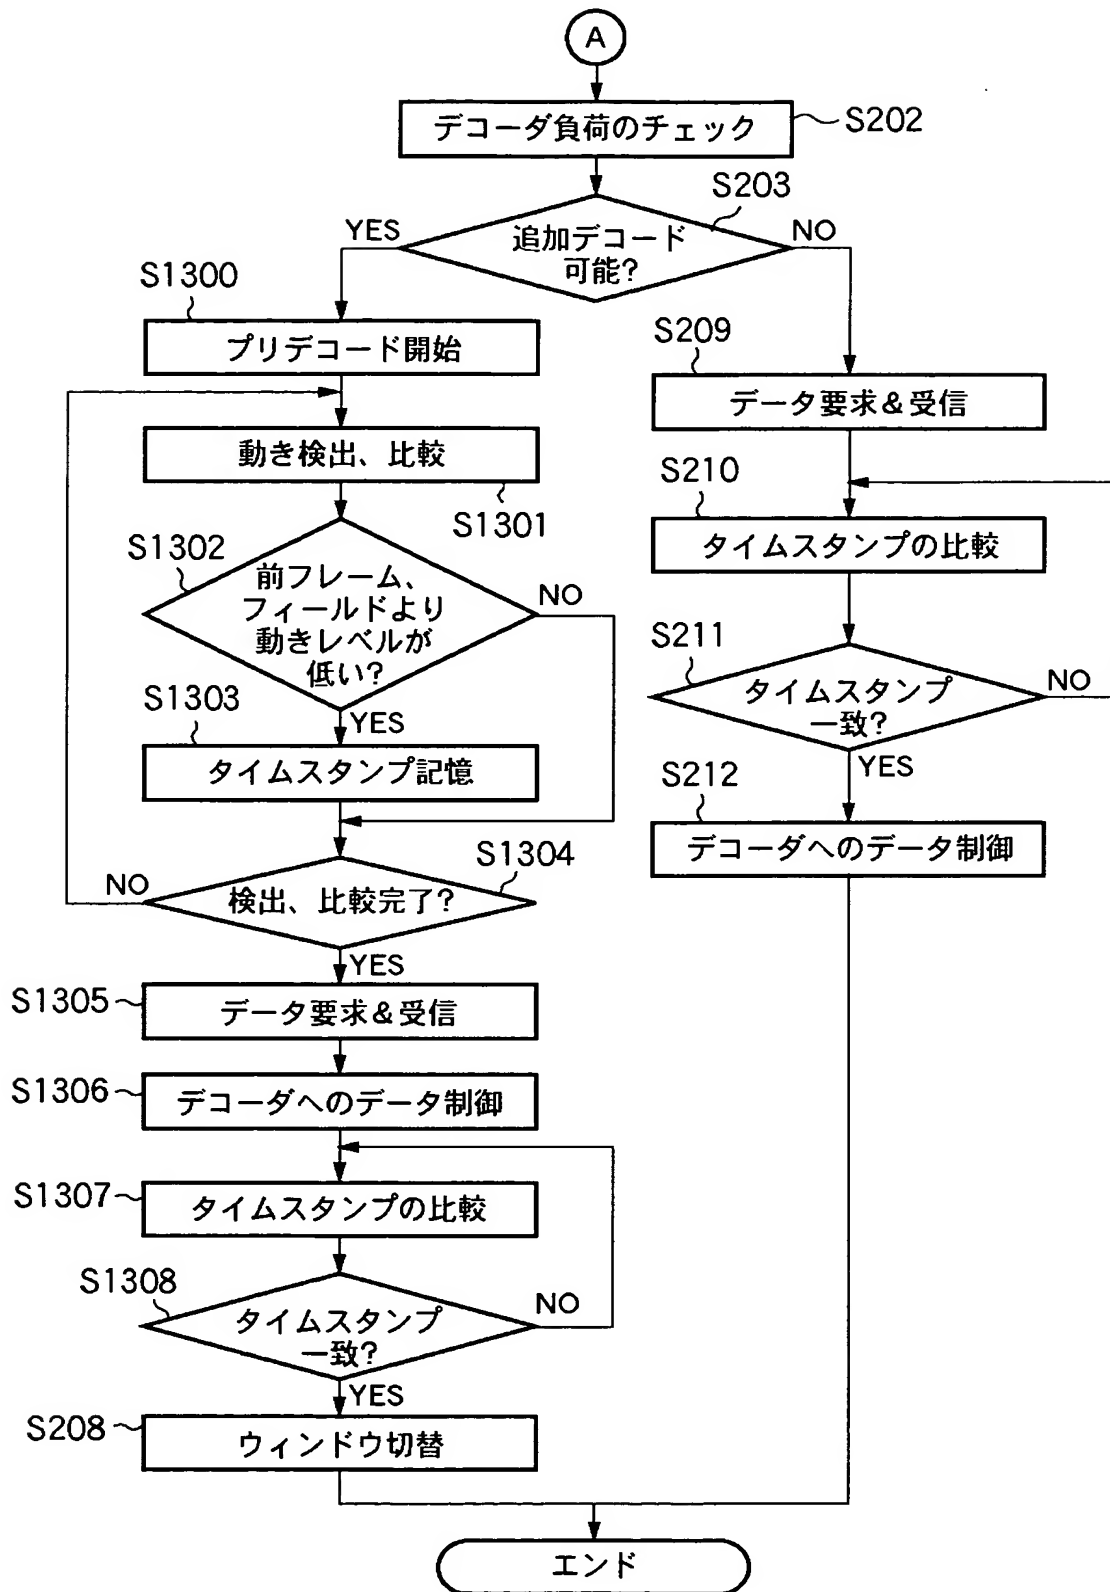 A
デコーダ負荷のチェック
S202
S203
追加デコード
可能?
YES
NO
S1300
プリデコード開始
動き検出、比較
S1301
S1302
前フレーム、
フィールドより
動きレベルが
低い?
NO
YES
S1303
タイムスタンプ記憶
S1304
検出、比較完了?
NO
YES
S1305
データ要求&受信
S1306
デコーダへのデータ制御
S1307
タイムスタンプの比較
S1308
タイムスタンプ
一致?
NO
YES
S208
ウィンドウ切替
S209
データ要求&受信
S210
タイムスタンプの比較
S211
タイムスタンプ
一致?
NO
YES
S212
デコーダへのデータ制御
エンド